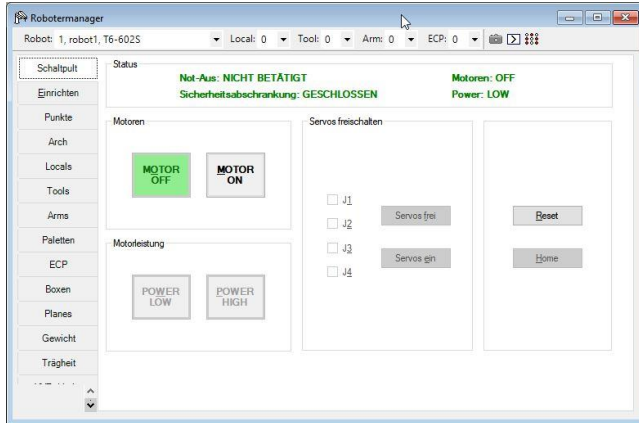 Robotermanager
Robot: 1, robot1, T6-602S Local: 0 Tool: 0 Arm: 0 ECP: 0
Schaltpult
Einrichten
Punkte
Arch
Locals
Tools
Arms
Paletten
ECP
Boxen
Planes
Gewicht
Trägheit
Status
Not-Aus: NICHT BETÄTIGT Motoren: OFF
Sicherheitsabschrankung: GESCHLOSSEN Power: LOW
Motoren
MOTOR OFF
MOTOR ON
Motorleistung
POWER LOW
POWER HIGH
Servos freischalten
J1
J2
J3
J4
Servos frei
Servos ein
Reset
Home